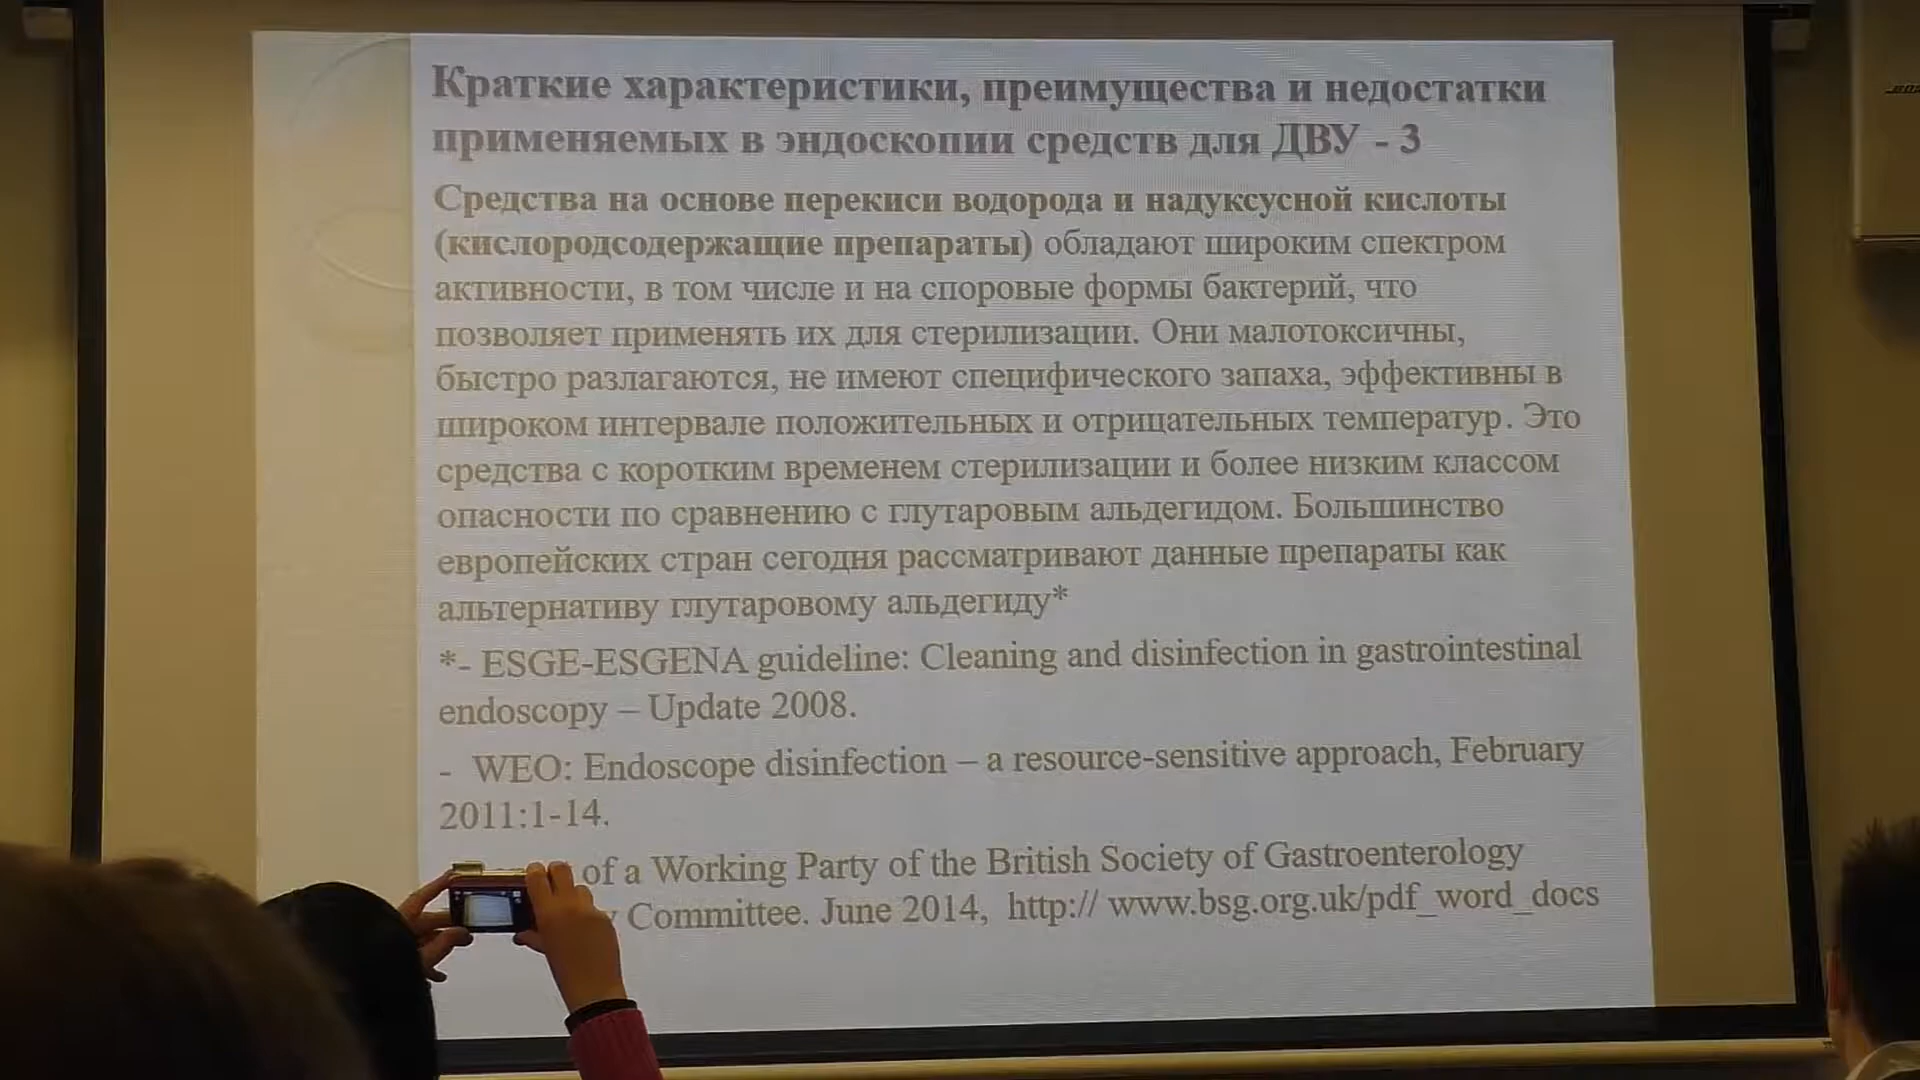 Краткие характеристики, преимущества и недостатки
применяемых в эндоскопии средств для ДВУ - 3
Средства на основе перекиси водорода и надуксусной кислоты
(кислородсодержащие препараты) обладают широким спектром
активности, в том числе и на споровые формы бактерий, что
позволяет применять их для стерилизации. Они малотоксичны,
быстро разлагаются, не имеют специфического запаха, эффективны в
широком интервале положительных и отрицательных температур. Это
средства с коротким временем стерилизации и более низким классом
опасности по сравнению с глутаровым альдегидом. Большинство
европейских стран сегодня рассматривают данные препараты как
альтернативу глутаровому альдегиду*
*- ESGE-ESGENA guideline: Cleaning and disinfection in gastrointestinal
endoscopy – Update 2008.
- WEO: Endoscope disinfection – a resource-sensitive approach, February
2011:1-14.
of a Working Party of the British Society of Gastroenterology
Committee. June 2014, http:// www.bsg.org.uk/pdf_word_docs